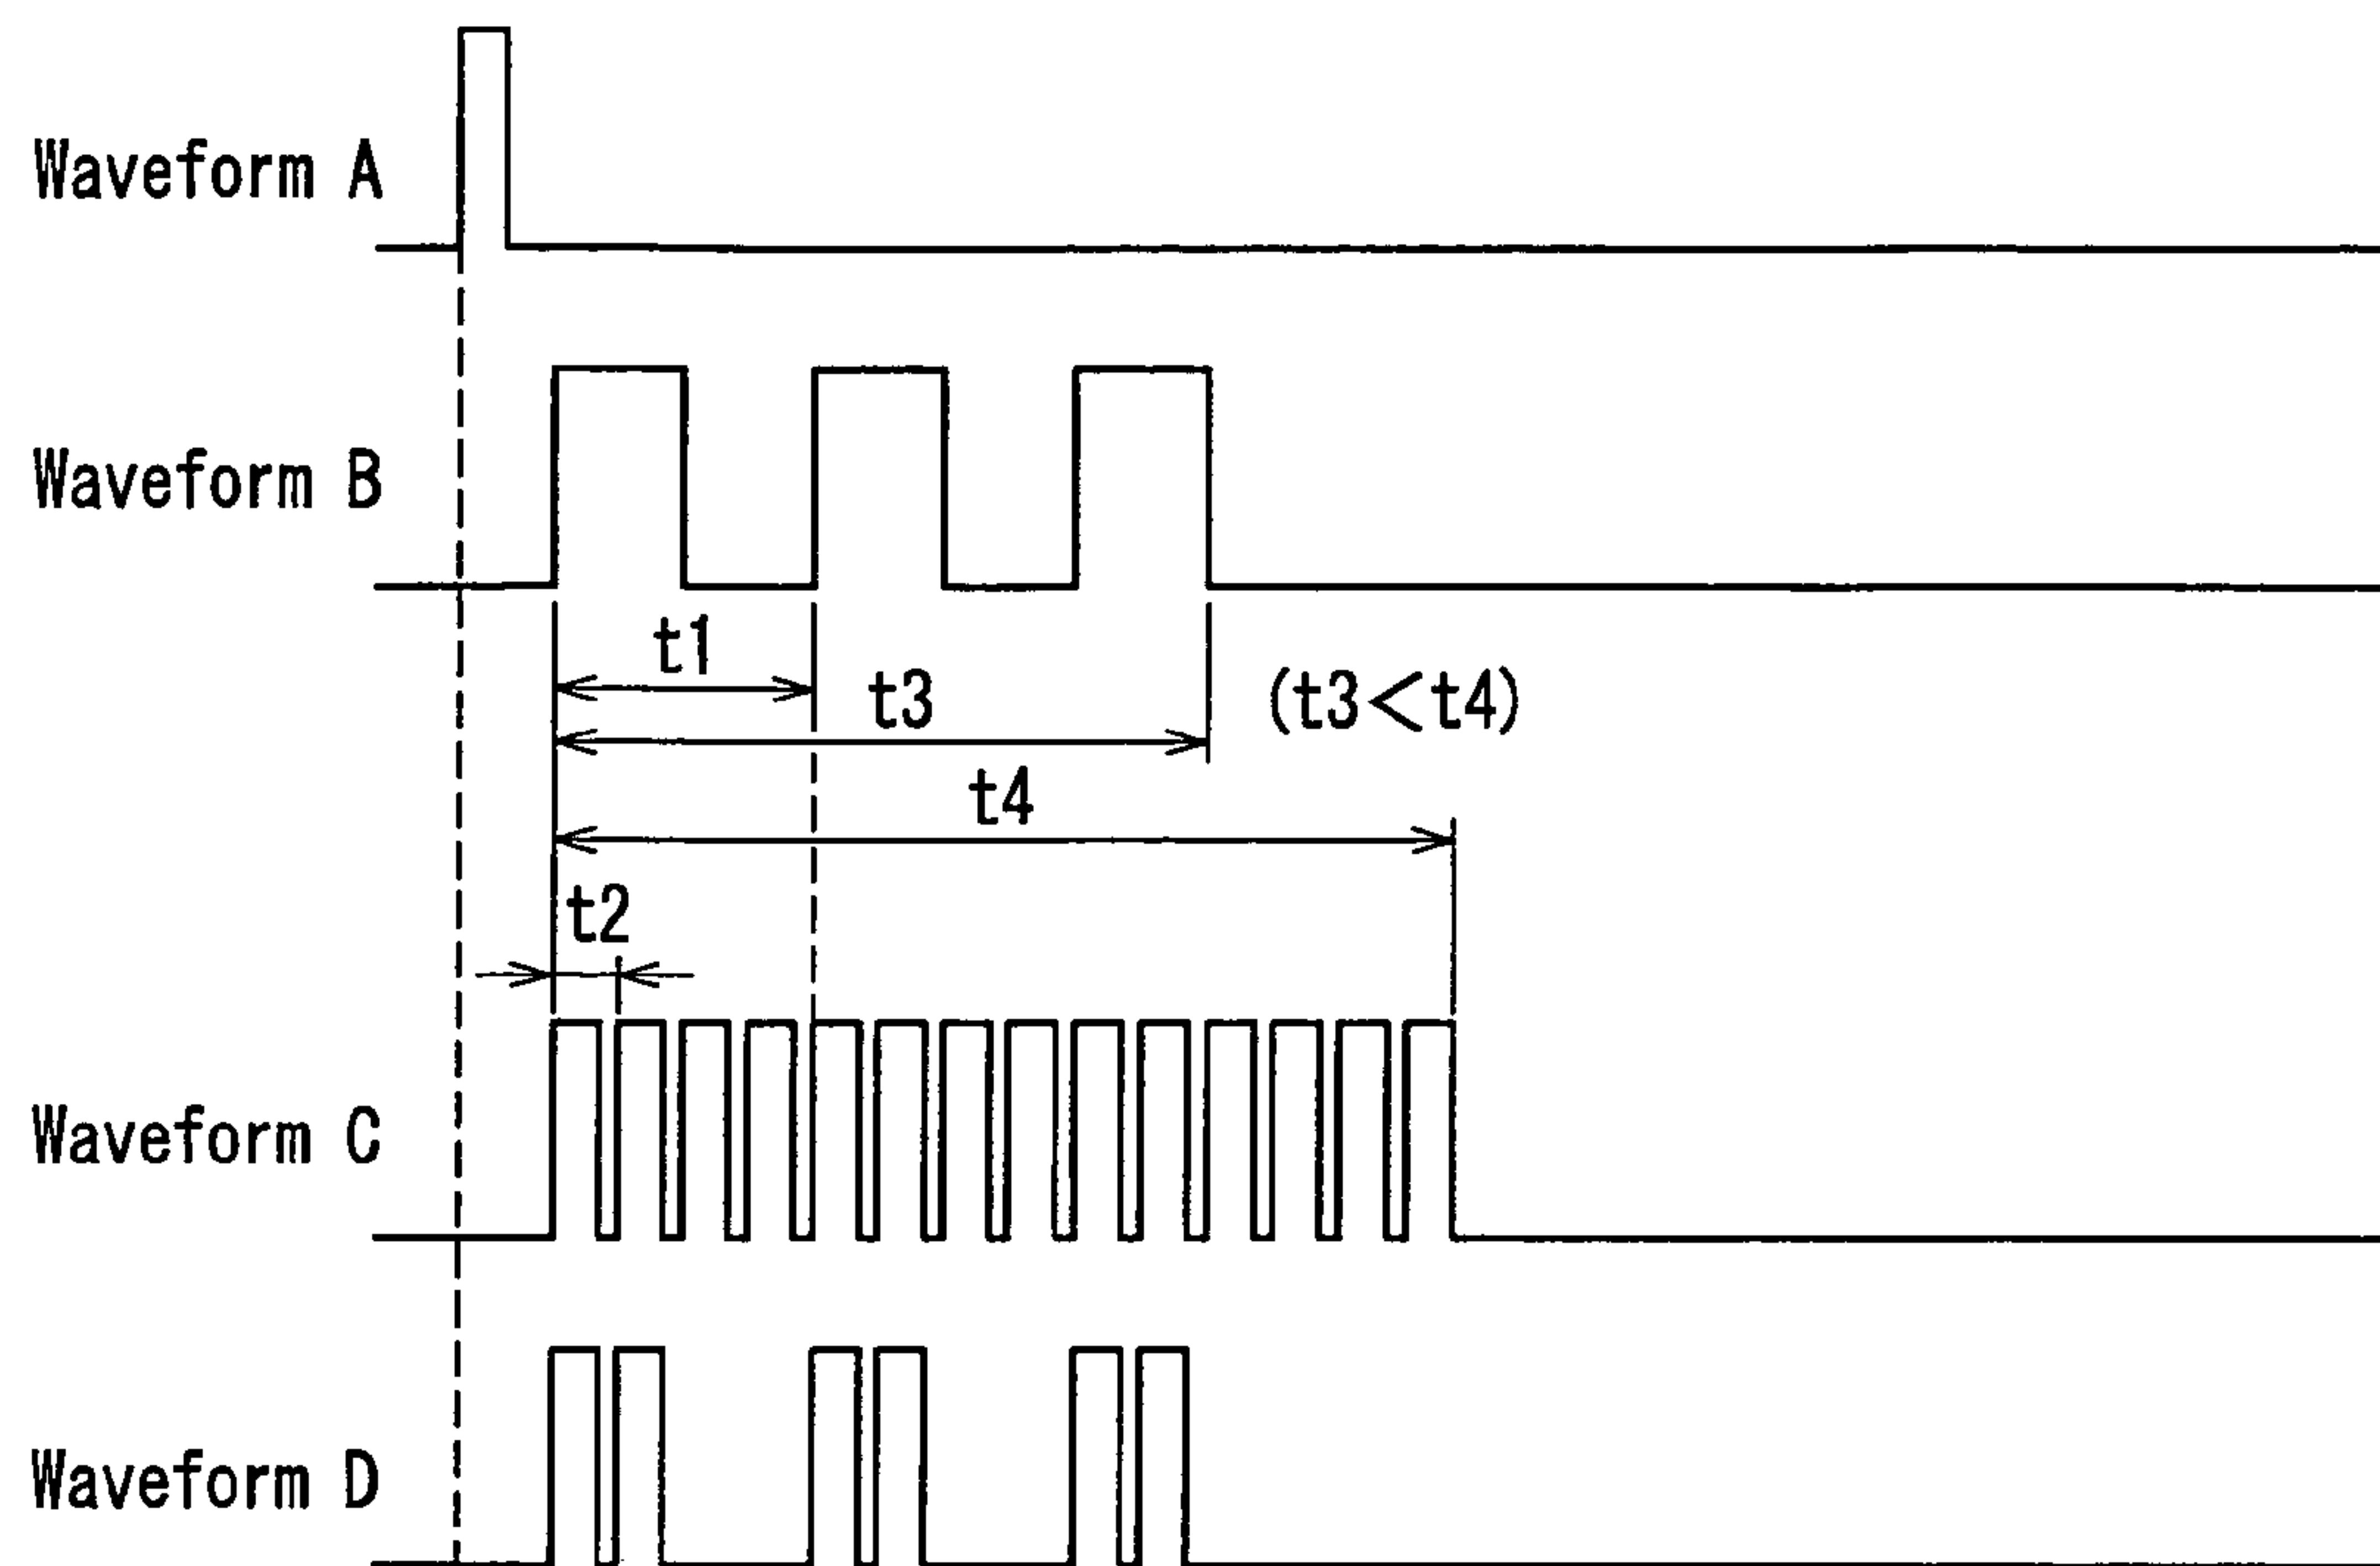 Waveform A
Waveform B
t1
t3
(t3<t4)
t4
t2
Waveform C
Waveform D